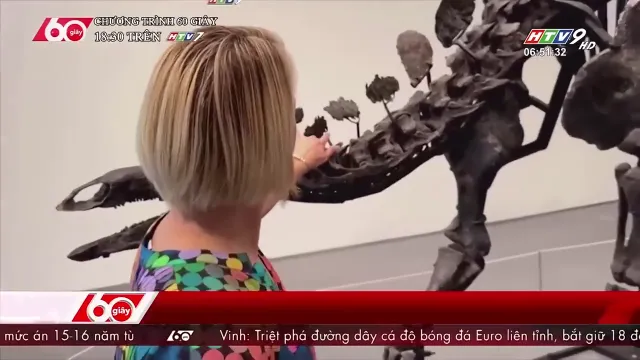 60 giây
CHƯƠNG TRÌNH 60 GIÂY
18:30 TRÊN HTV7
HTV9 HD
06:51:32
60 giây
mức án 15-16 năm tù 60 giây Vinh: Triệt phá đường dây cá độ bóng đá Euro liên tỉnh, bắt giữ 18 đ